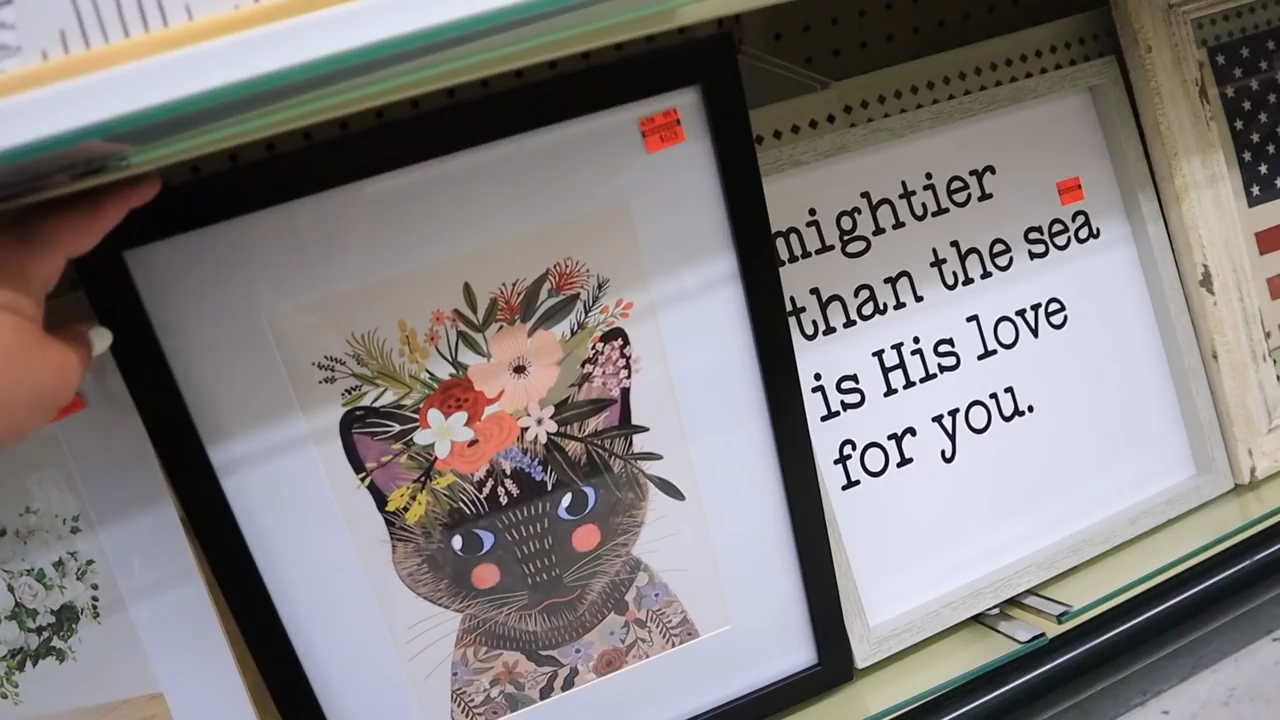 mightier
than the sea
is His love
for you.